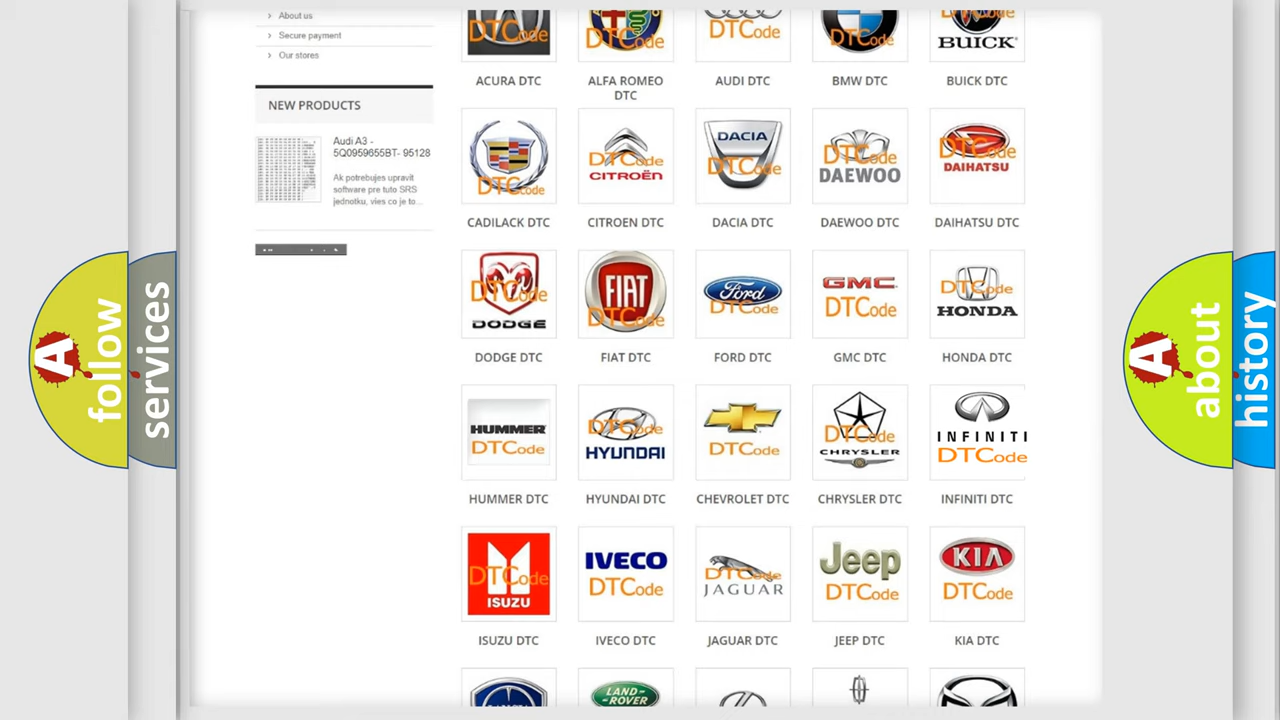 About us
Secure payment
Our stores
NEW PRODUCTS
Audi A3 -
5Q0959655BT- 95128
Ak potrebujes upravit
software pre tuto SRS
jednotku, vies co je to...
DTCode
DTCode
DTCode
DTCode
BUICK
ACURA DTC
ALFA ROMEO
DTC
AUDI DTC
BMW DTC
BUICK DTC
DTCode
DTCode
CITROËN
DACIA
DTCode
DTCode
DAEWOO
DTCode
DAIHATSU
CADILACK DTC
CITROEN DTC
DACIA DTC
DAEWOO DTC
DAIHATSU DTC
DTCode
DODGE
FIAT
DTCode
Ford
DTCode
GMC
DTCode
DTCode
HONDA
DODGE DTC
FIAT DTC
FORD DTC
GMC DTC
HONDA DTC
HUMMER
DTCode
DTCode
HYUNDAI
DTCode
DTCode
CHRYSLER
INFINITI
DTCode
HUMMER DTC
HYUNDAI DTC
CHEVROLET DTC
CHRYSLER DTC
INFINITI DTC
DTCode
ISUZU
IVECO
DTCode
DTCode
JAGUAR
Jeep
DTCode
KIA
DTCode
ISUZU DTC
IVECO DTC
JAGUAR DTC
JEEP DTC
KIA DTC
LAND-
ROVER
A follow
services
A about
history